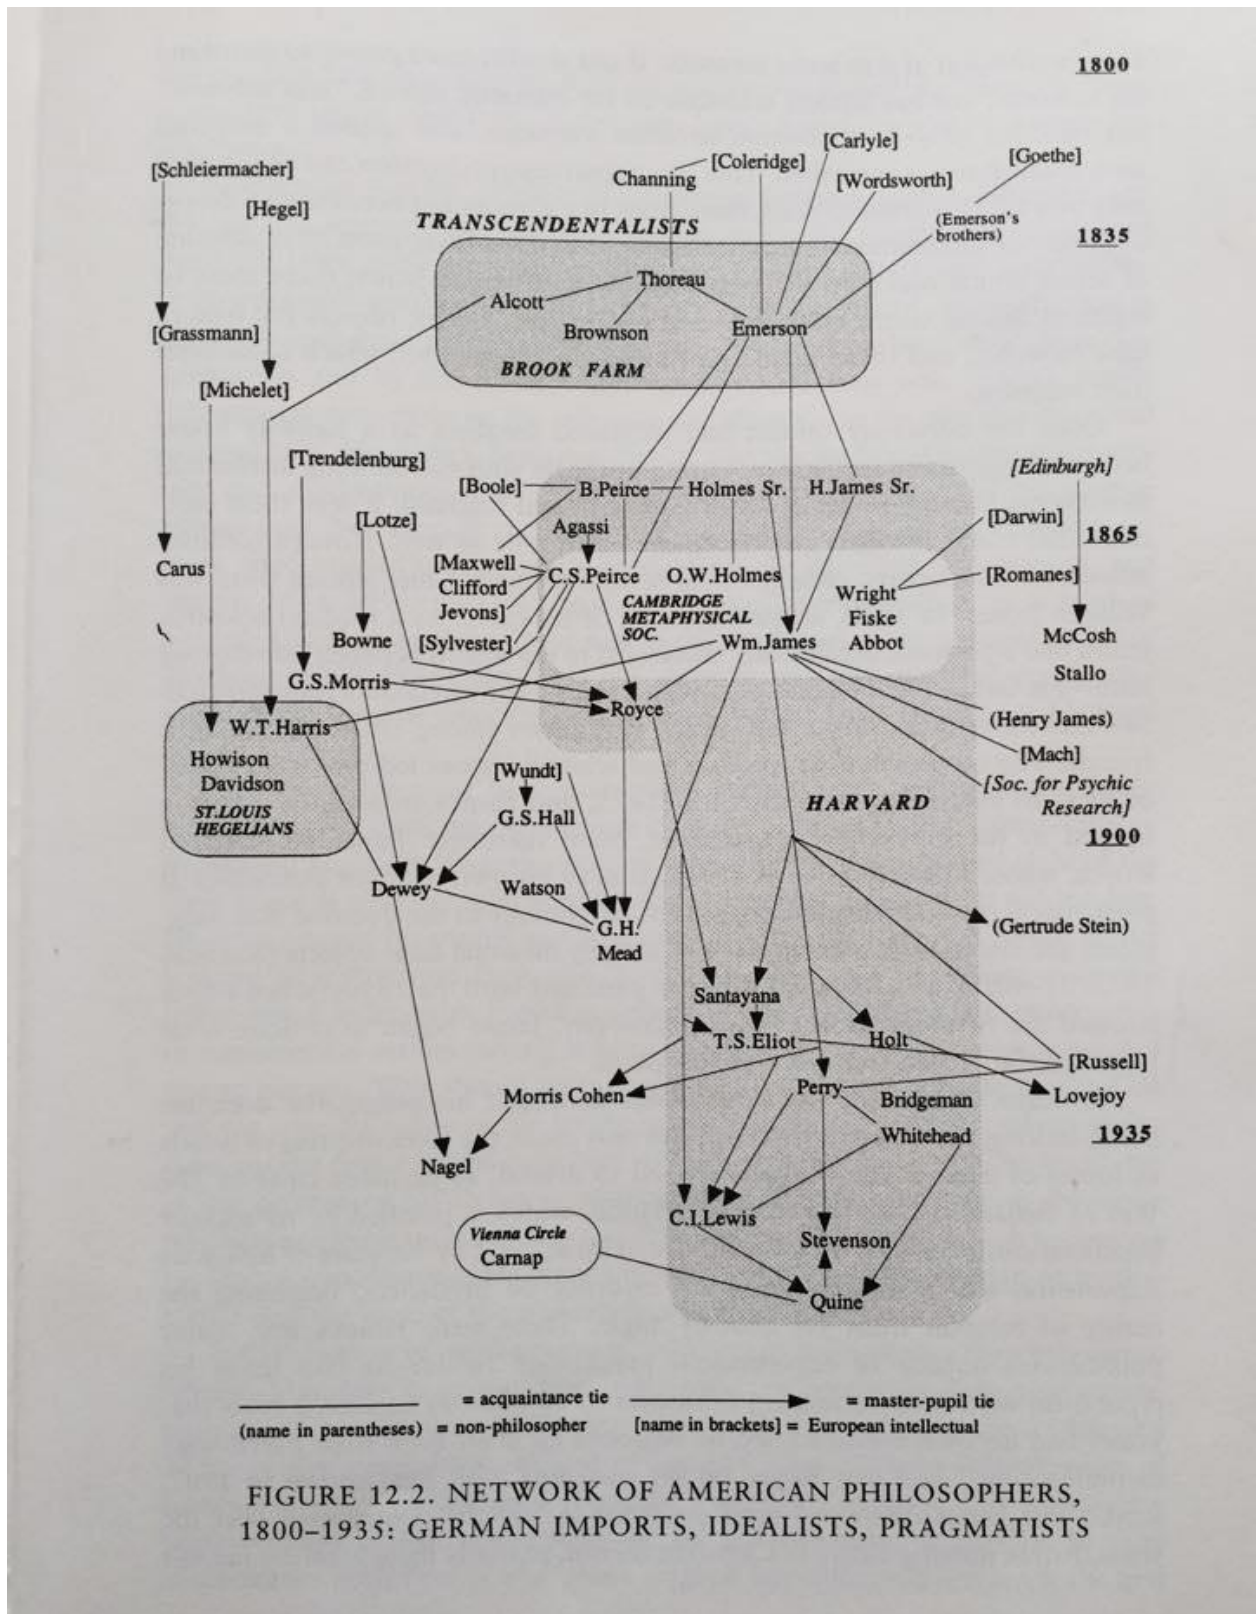 1800
[Carlyle]
[Schleiermacher]
[Coleridge]
[Goethe]
Channing
[Wordsworth]
[Hegel]
TRANSCENDENTALISTS
(Emerson's
brothers)
1835
Thoreau
Alcott
[Grassmann]
Brownson
Emerson
BROOK FARM
[Michelet]
[Trendelenburg]
[Edinburgh]
[Boole]
B.Peirce
Holmes Sr.
H.James Sr.
[Lotze]
Agassi
[Darwin]
1865
Carus
[Maxwell
Clifford
Jevons]
C.S.Peirce
O.W.Holmes
[Romanes]
Wright
Fiske
Abbot
CAMBRIDGE
METAPHYSICAL
SOC.
Bowne
[Sylvester]
Wm.James
McCosh
Stallo
G.S.Morris
Royce
(Henry James)
W.T.Harris
Howison
Davidson
ST.LOUIS
HEGELIANS
[Mach]
[Wundt]
[Soc. for Psychic
Research]
G.S.Hall
HARVARD
1900
Dewey
Watson
G.H.
Mead
(Gertrude Stein)
Santayana
T.S.Eliot
Holt
[Russell]
Morris Cohen
Perry
Bridgeman
Lovejoy
Whitehead
1935
Nagel
C.I.Lewis
Vienna Circle
Carnap
Stevenson
Quine
= acquaintance tie
= master-pupil tie
(name in parentheses) = non-philosopher
[name in brackets] = European intellectual
FIGURE 12.2. NETWORK OF AMERICAN PHILOSOPHERS,
1800–1935: GERMAN IMPORTS, IDEALISTS, PRAGMATISTS